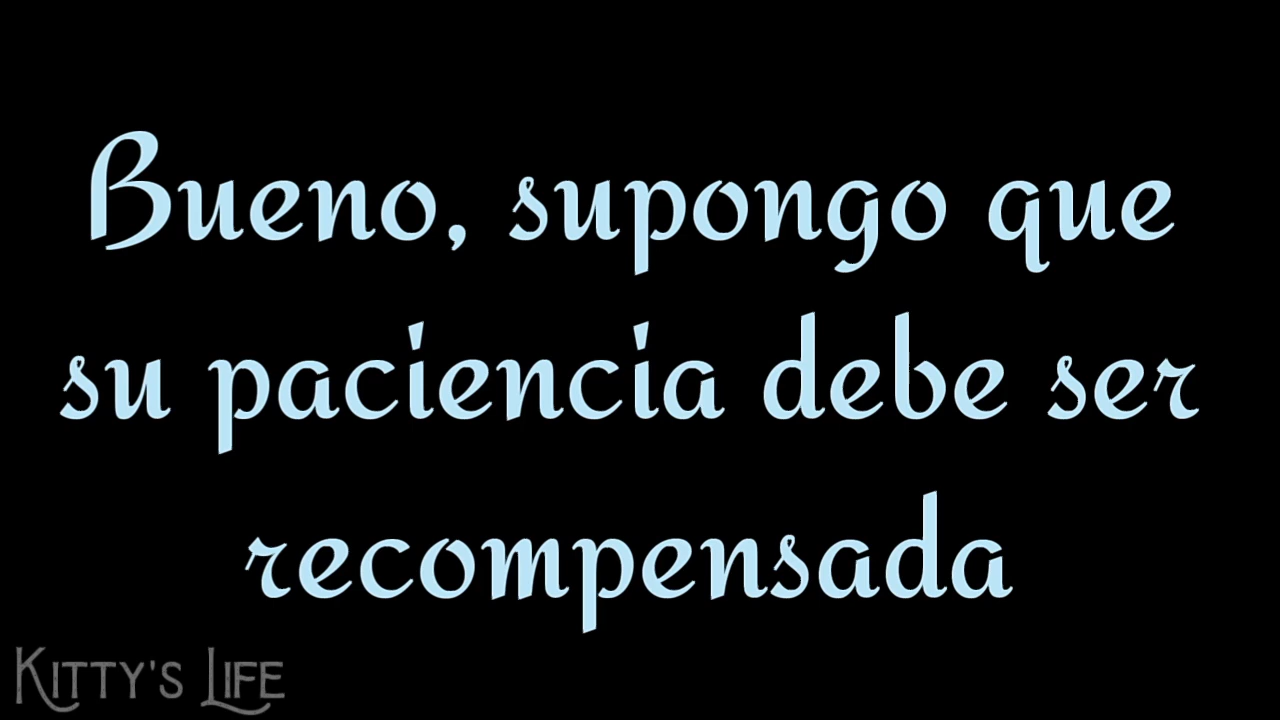 Bueno, supongo que
su paciencia debe ser
recompensada
Kitty's Life